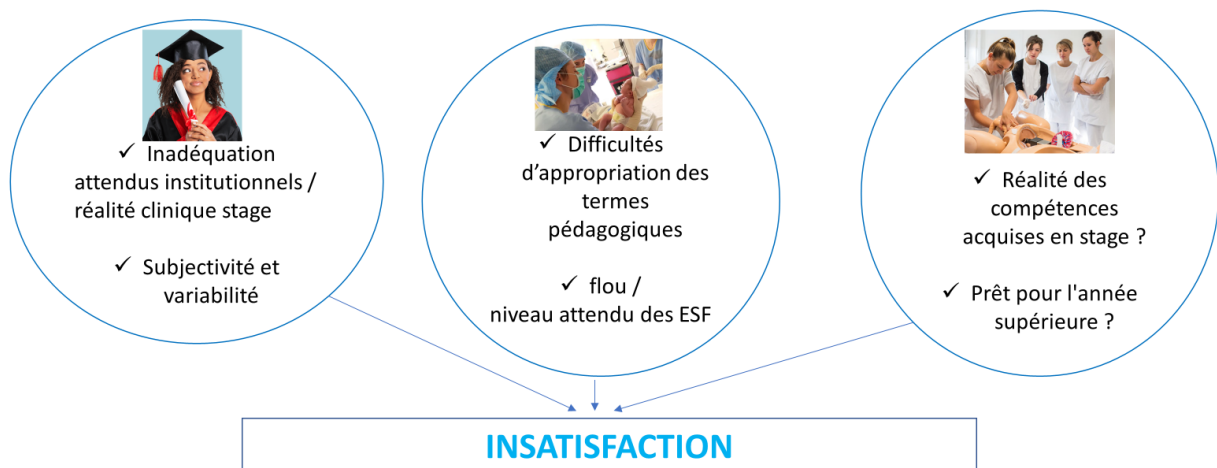 ✓ Inadéquation
attendus institutionnels /
réalité clinique stage
✓ Subjectivité et
variabilité
✓ Difficultés
d’appropriation des
termes
pédagogiques
✓ flou /
niveau attendu des ESF
✓ Réalité des
compétences
acquises en stage ?
✓ Prêt pour l'année
supérieure ?
INSATISFACTION